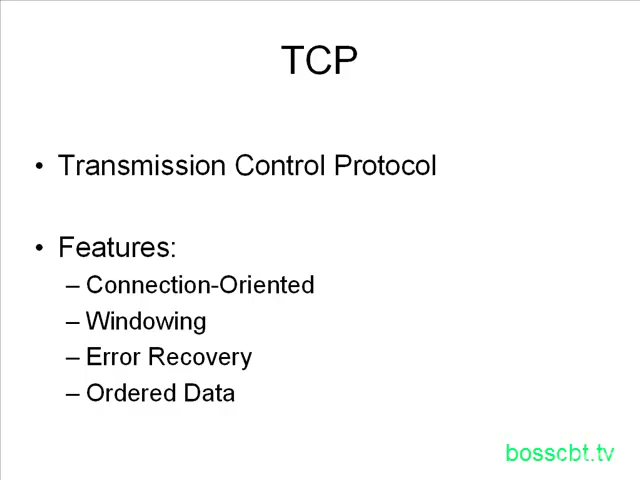 TCP
• Transmission Control Protocol
• Features:
– Connection-Oriented
– Windowing
– Error Recovery
– Ordered Data
bosscbt.tv